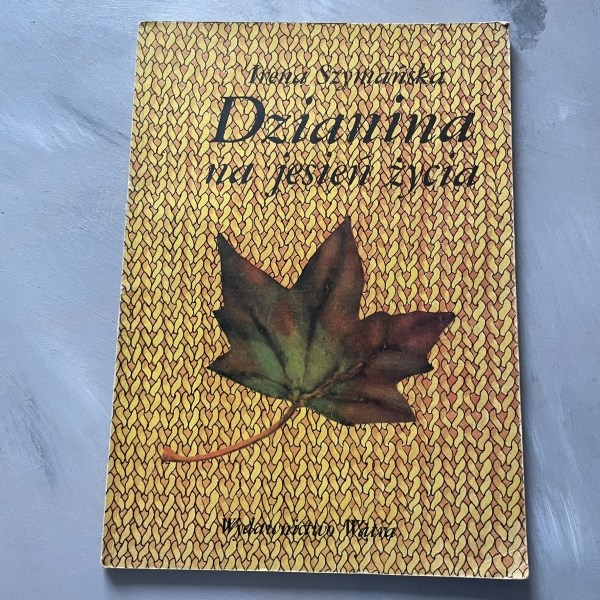 Irena Szymańska
Dzianina
na jesień życia
Wydawnictwo Watra